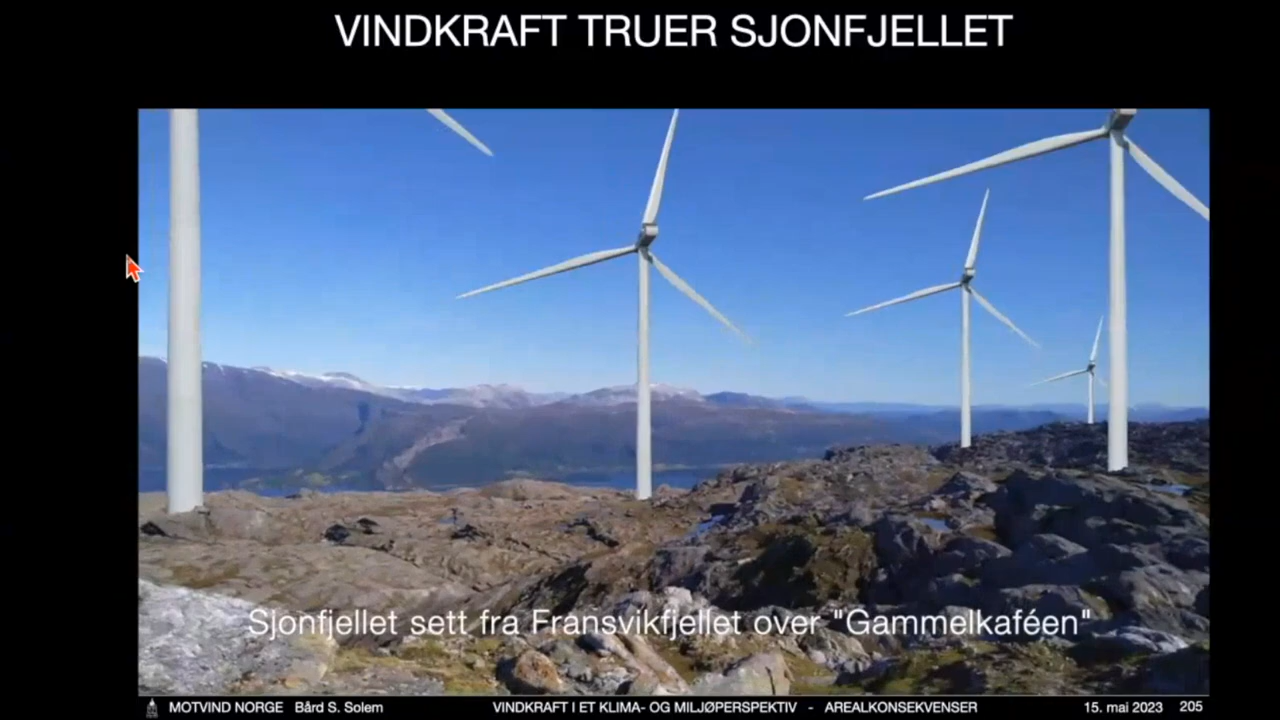 VINDKRAFT TRUER SJONFJELLET
Sjonfjellet sett fra Fransvikfjellet over "Gammelkaféen"
MOTVIND NORGE Bård S. Solem VINDKRAFT I ET KLIMA- OG MILJØPERSPEKTIV - AREALKONSEKVENSER 15. mai 2023 205